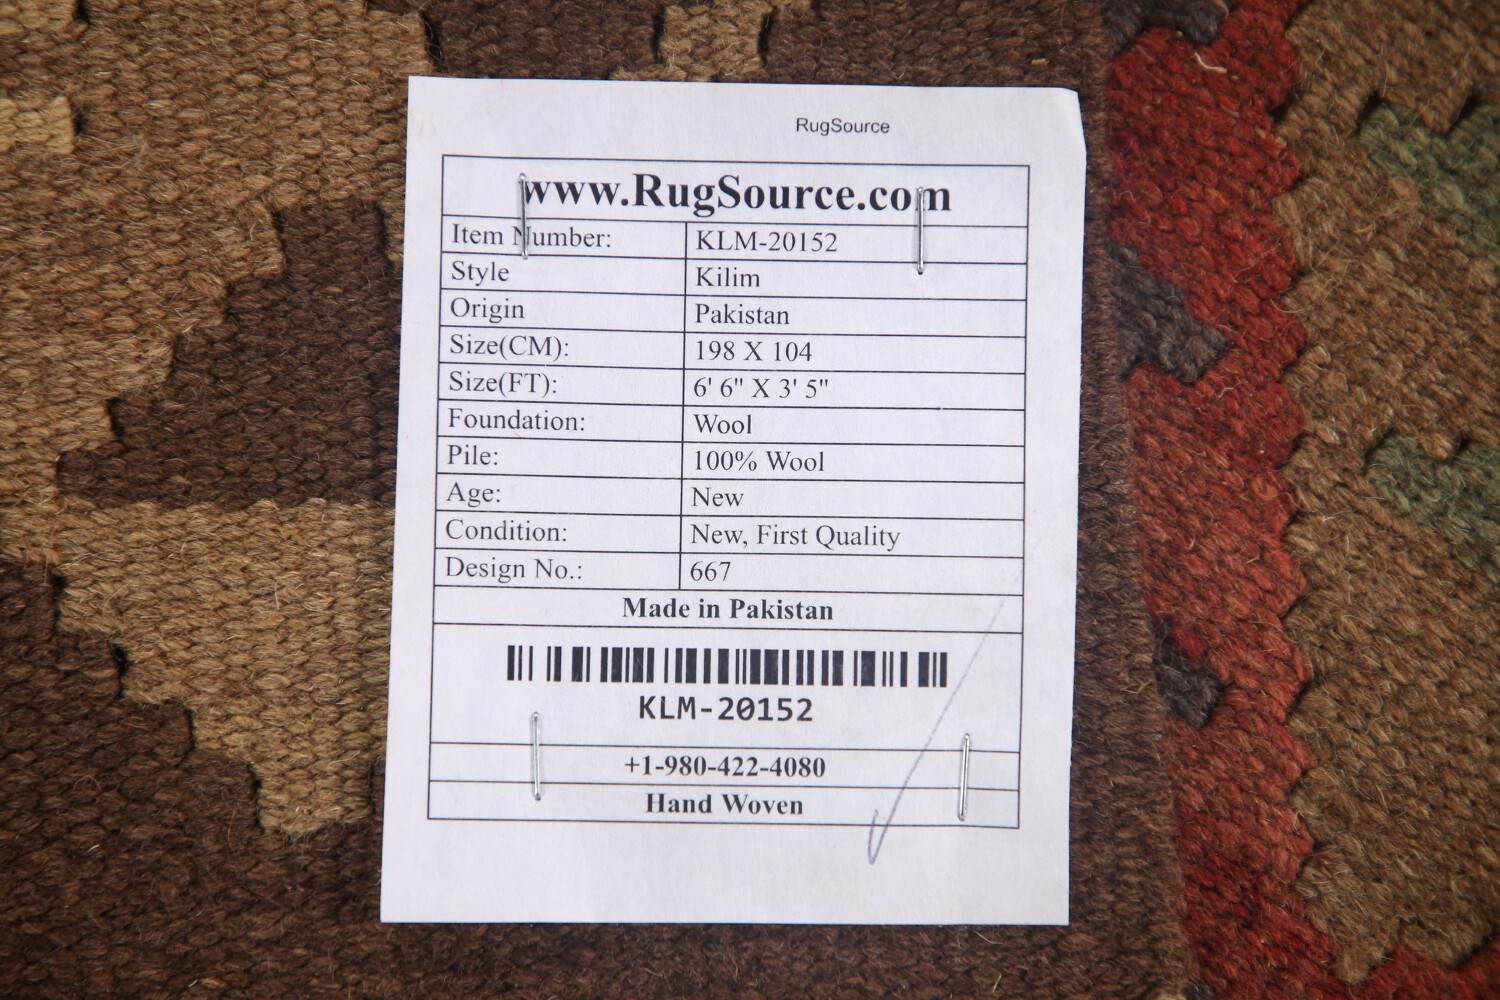 RugSource
www.RugSource.com
Item Number: KLM-20152
Style Kilim
Origin Pakistan
Size(CM): 198 X 104
Size(FT): 6' 6" X 3' 5"
Foundation: Wool
Pile: 100% Wool
Age: New
Condition: New, First Quality
Design No.: 667
Made in Pakistan
KLM-20152
+1-980-422-4080
Hand Woven